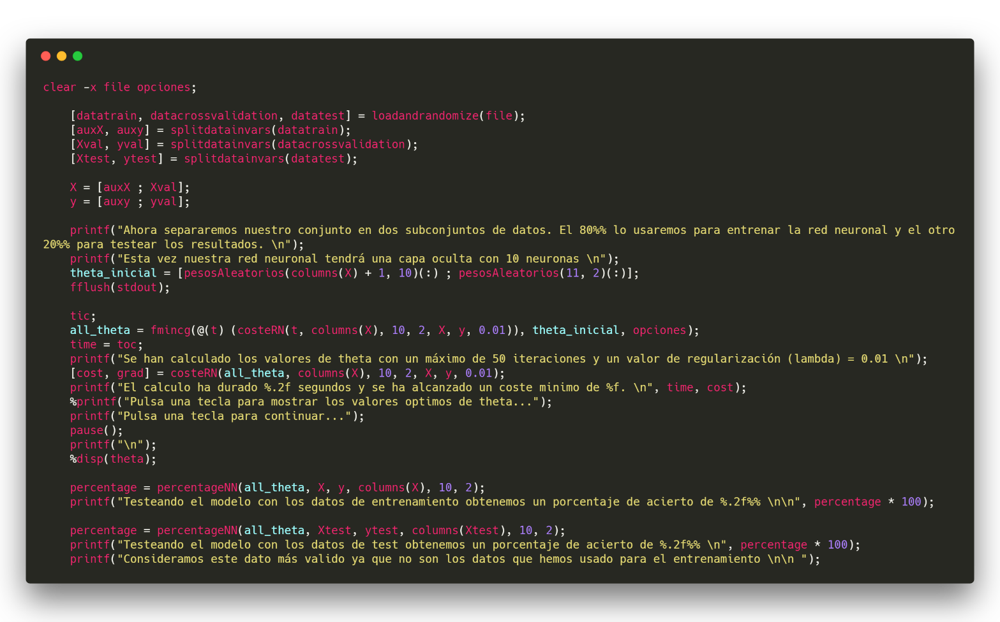 clear -x file opciones;
[datatrain, datacrossvalidation, datatest] = loadandrandomize(file);
[auxX, auxy] = splitdatainvars(datatrain);
[Xval, yval] = splitdatainvars(datacrossvalidation);
[Xtest, ytest] = splitdatainvars(datatest);
X = [auxX ; Xval];
y = [auxy ; yval];
printf("Ahora separaremos nuestro conjunto en dos subconjuntos de datos. El 80%% lo usaremos para entrenar la red neuronal y el otro
20%% para testear los resultados. \n");
printf("Esta vez nuestra red neuronal tendrá una capa oculta con 10 neuronas \n");
theta_inicial = [pesosAleatorios(columns(X) + 1, 10)(:) ; pesosAleatorios(11, 2)(:)];
fflush(stdout);
tic;
all_theta = fmincg(@(t) (costeRN(t, columns(X), 10, 2, X, y, 0.01)), theta_inicial, opciones);
time = toc;
printf("Se han calculado los valores de theta con un máximo de 50 iteraciones y un valor de regularización (lambda) = 0.01 \n");
[cost, grad] = costeRN(all_theta, columns(X), 10, 2, X, y, 0.01);
printf("El calculo ha durado %.2f segundos y se ha alcanzado un coste minimo de %f. \n", time, cost);
%printf("Pulsa una tecla para mostrar los valores optimos de theta...");
printf("Pulsa una tecla para continuar...");
pause();
printf("\n");
%disp(theta);
percentage = percentageNN(all_theta, X, y, columns(X), 10, 2);
printf("Testeando el modelo con los datos de entrenamiento obtenemos un porcentaje de acierto de %.2f%% \n\n", percentage * 100);
percentage = percentageNN(all_theta, Xtest, ytest, columns(Xtest), 10, 2);
printf("Testeando el modelo con los datos de test obtenemos un porcentaje de acierto de %.2f%% \n", percentage * 100);
printf("Consideramos este dato más valido ya que no son los datos que hemos usado para el entrenamiento \n\n ");